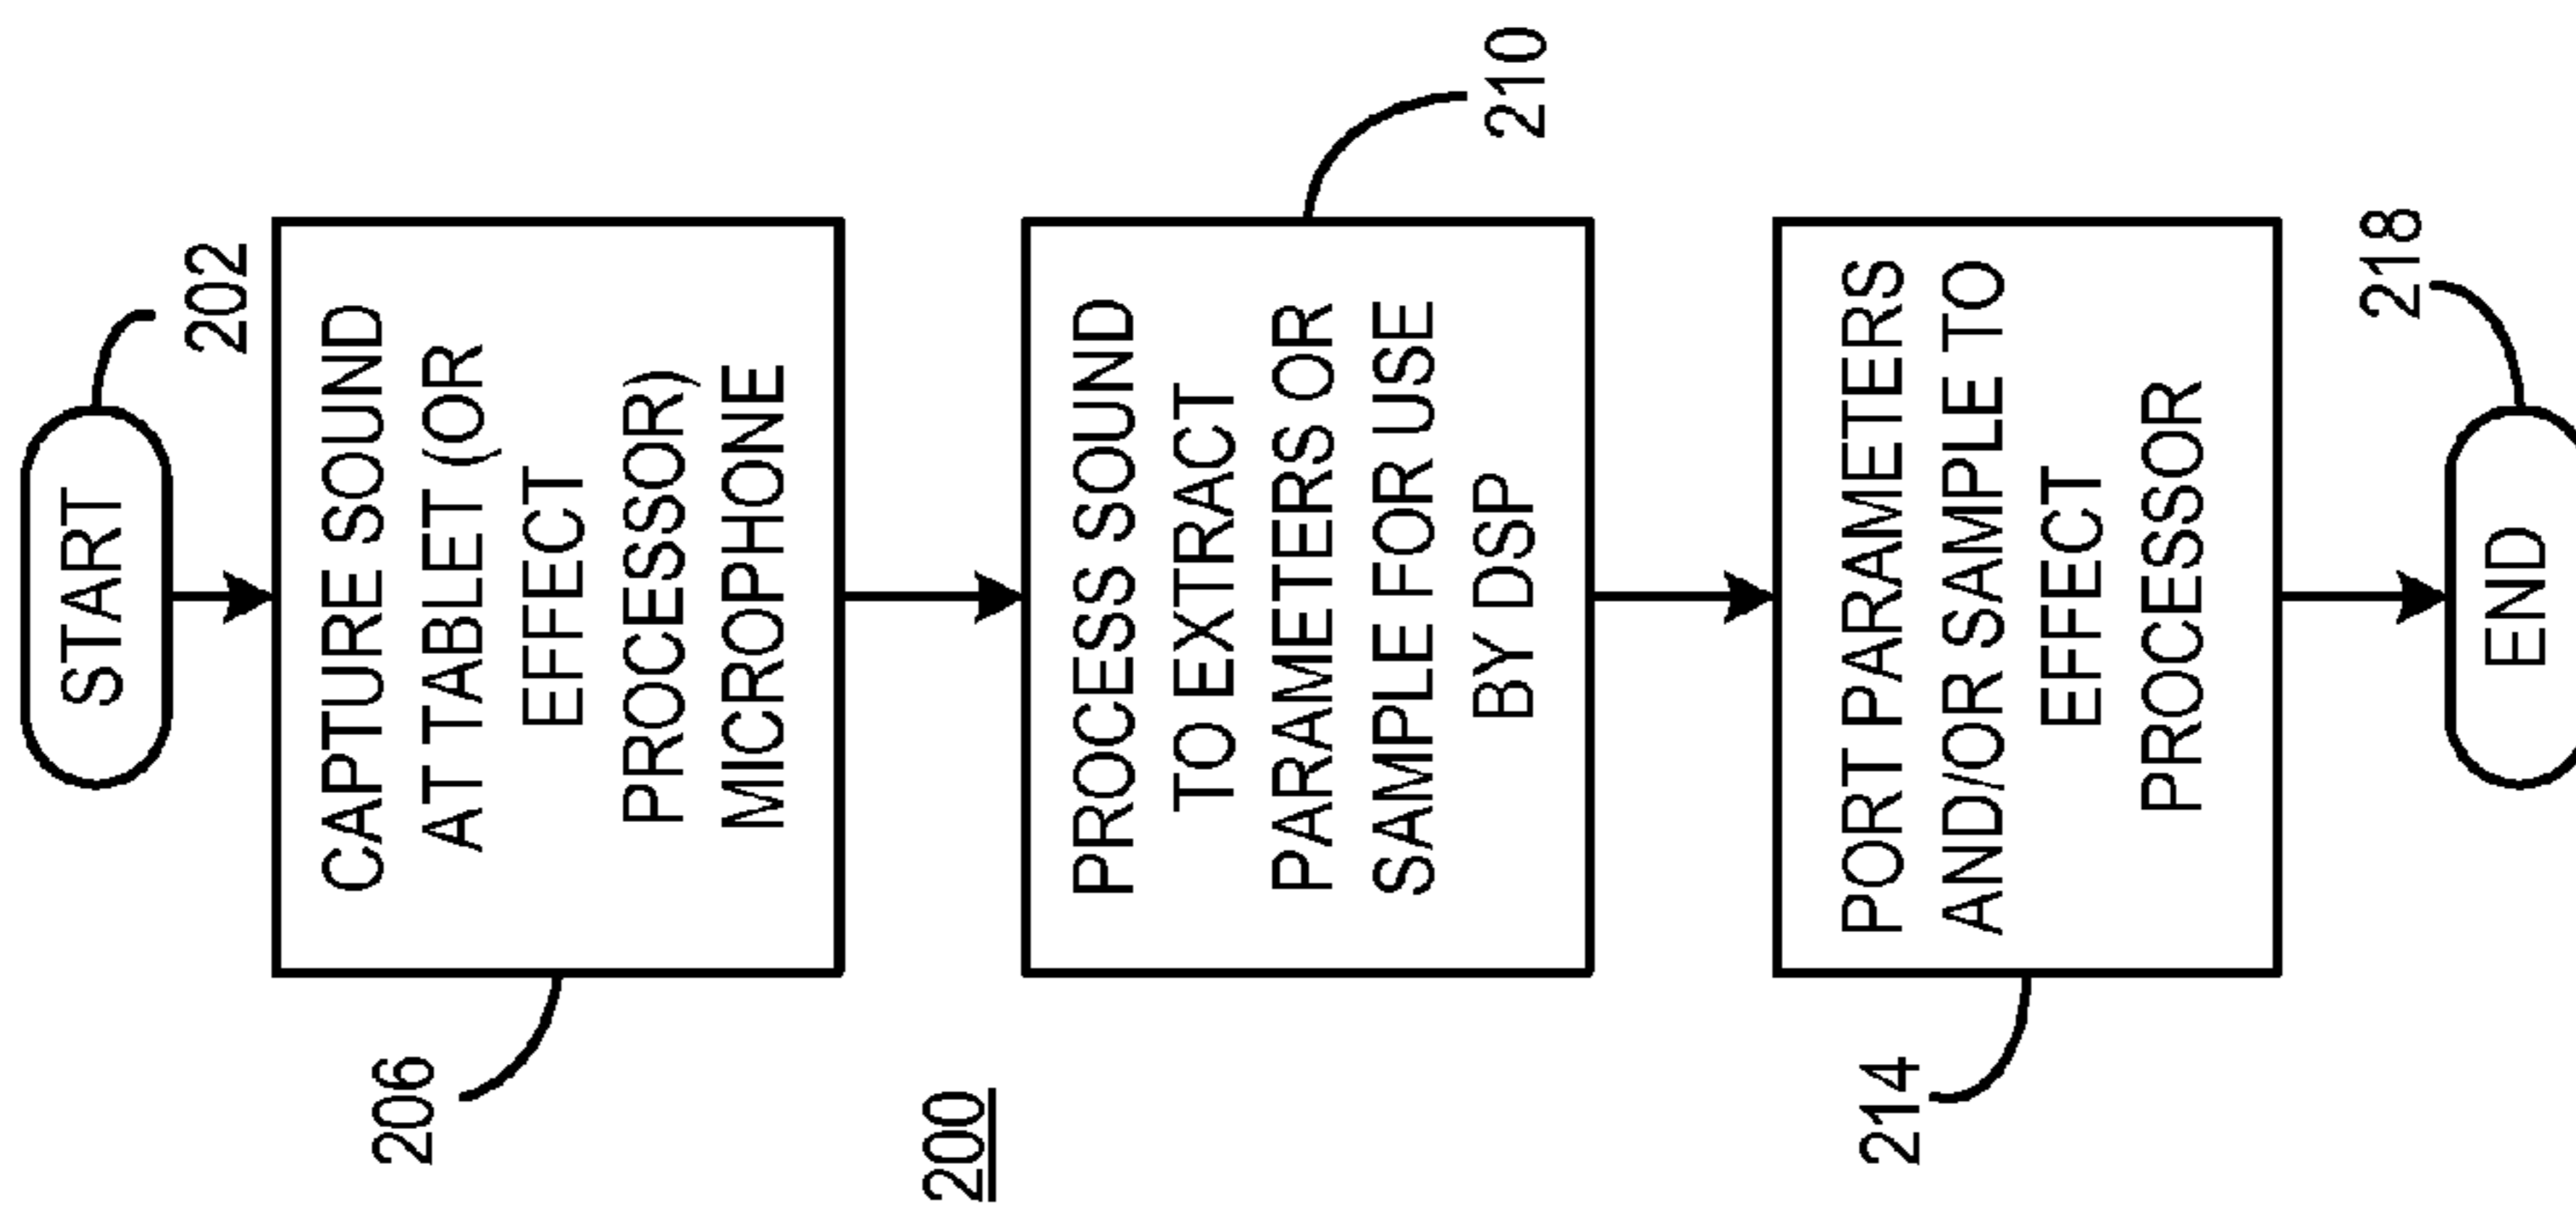 START
202
CAPTURE SOUND
AT TABLET (OR
EFFECT
PROCESSOR)
MICROPHONE
206
200
PROCESS SOUND
TO EXTRACT
PARAMETERS OR
SAMPLE FOR USE
BY DSP
210
PORT PARAMETERS
AND/OR SAMPLE TO
EFFECT
PROCESSOR
214
218
END